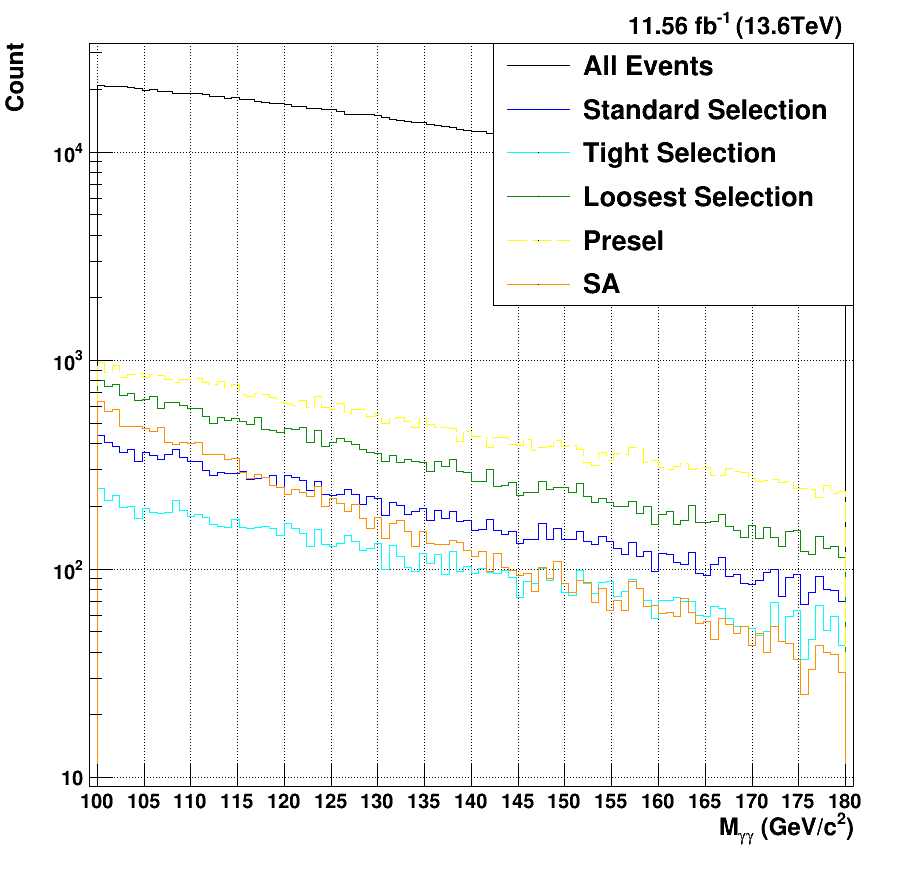 11.56 fb-1 (13.6TeV)
Count
All Events
Standard Selection
Tight Selection
Loosest Selection
Presel
SA
10^4
10^3
10^2
10
100 105 110 115 120 125 130 135 140 145 150 155 160 165 170 175 180
Mγγ (GeV/c^2)